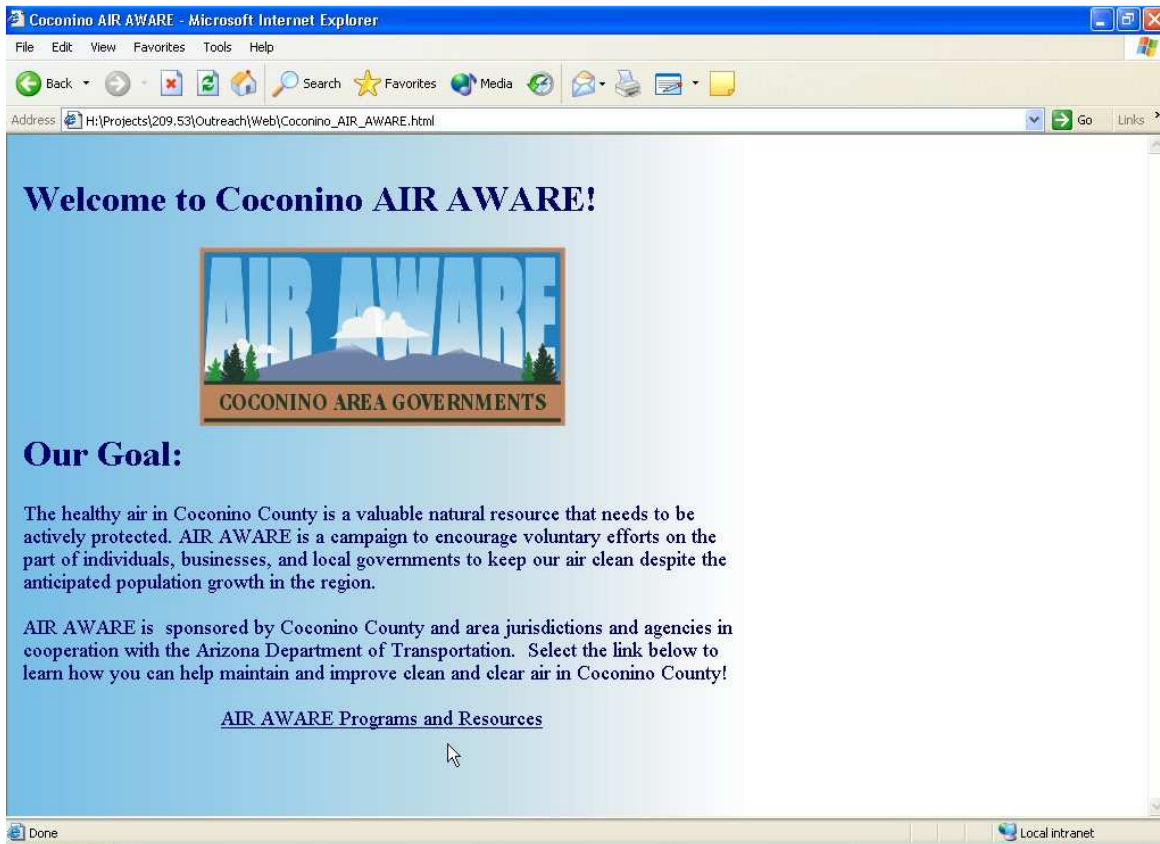 Coconino AIR AWARE - Microsoft Internet Explorer
File Edit View Favorites Tools Help
Back Search Favorites Media
Address H:\Projects\209.53\Outreach\Web\Coconino_AIR_AWARE.html Go Links
Welcome to Coconino AIR AWARE!
AIR AWARE
COCONINO AREA GOVERNMENTS
Our Goal:
The healthy air in Coconino County is a valuable natural resource that needs to be
actively protected. AIR AWARE is a campaign to encourage voluntary efforts on the
part of individuals, businesses, and local governments to keep our air clean despite the
anticipated population growth in the region.
AIR AWARE is sponsored by Coconino County and area jurisdictions and agencies in
cooperation with the Arizona Department of Transportation. Select the link below to
learn how you can help maintain and improve clean and clear air in Coconino County!
AIR AWARE Programs and Resources
Done Local intranet